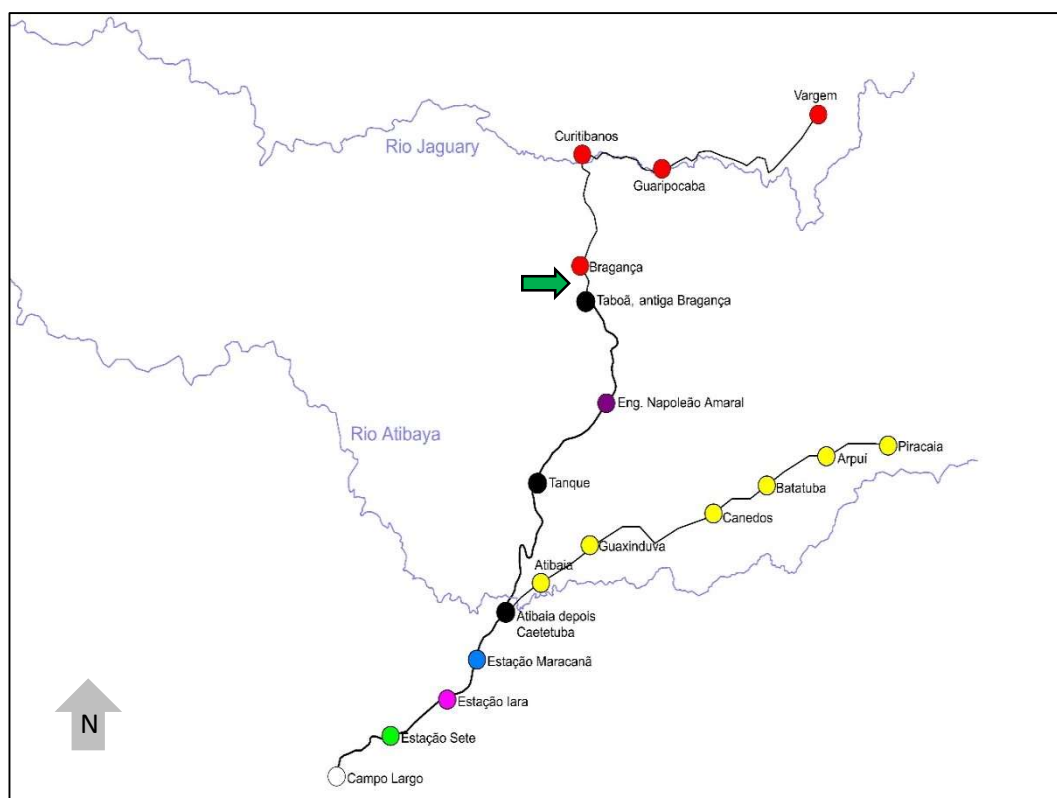 Vargem
Curitibanos
Rio Jaguary
Guaripocaba
Bragança
Taboã, antiga Bragança
Eng. Napoleão Amaral
Rio Atibaya
Piracaia
Arpuí
Tanque
Batatuba
Canedos
Guaxinduva
Atibaia
Atibaia depois
Caetetuba
Estação Maracanã
Estação Iara
N
Estação Sete
Campo Largo